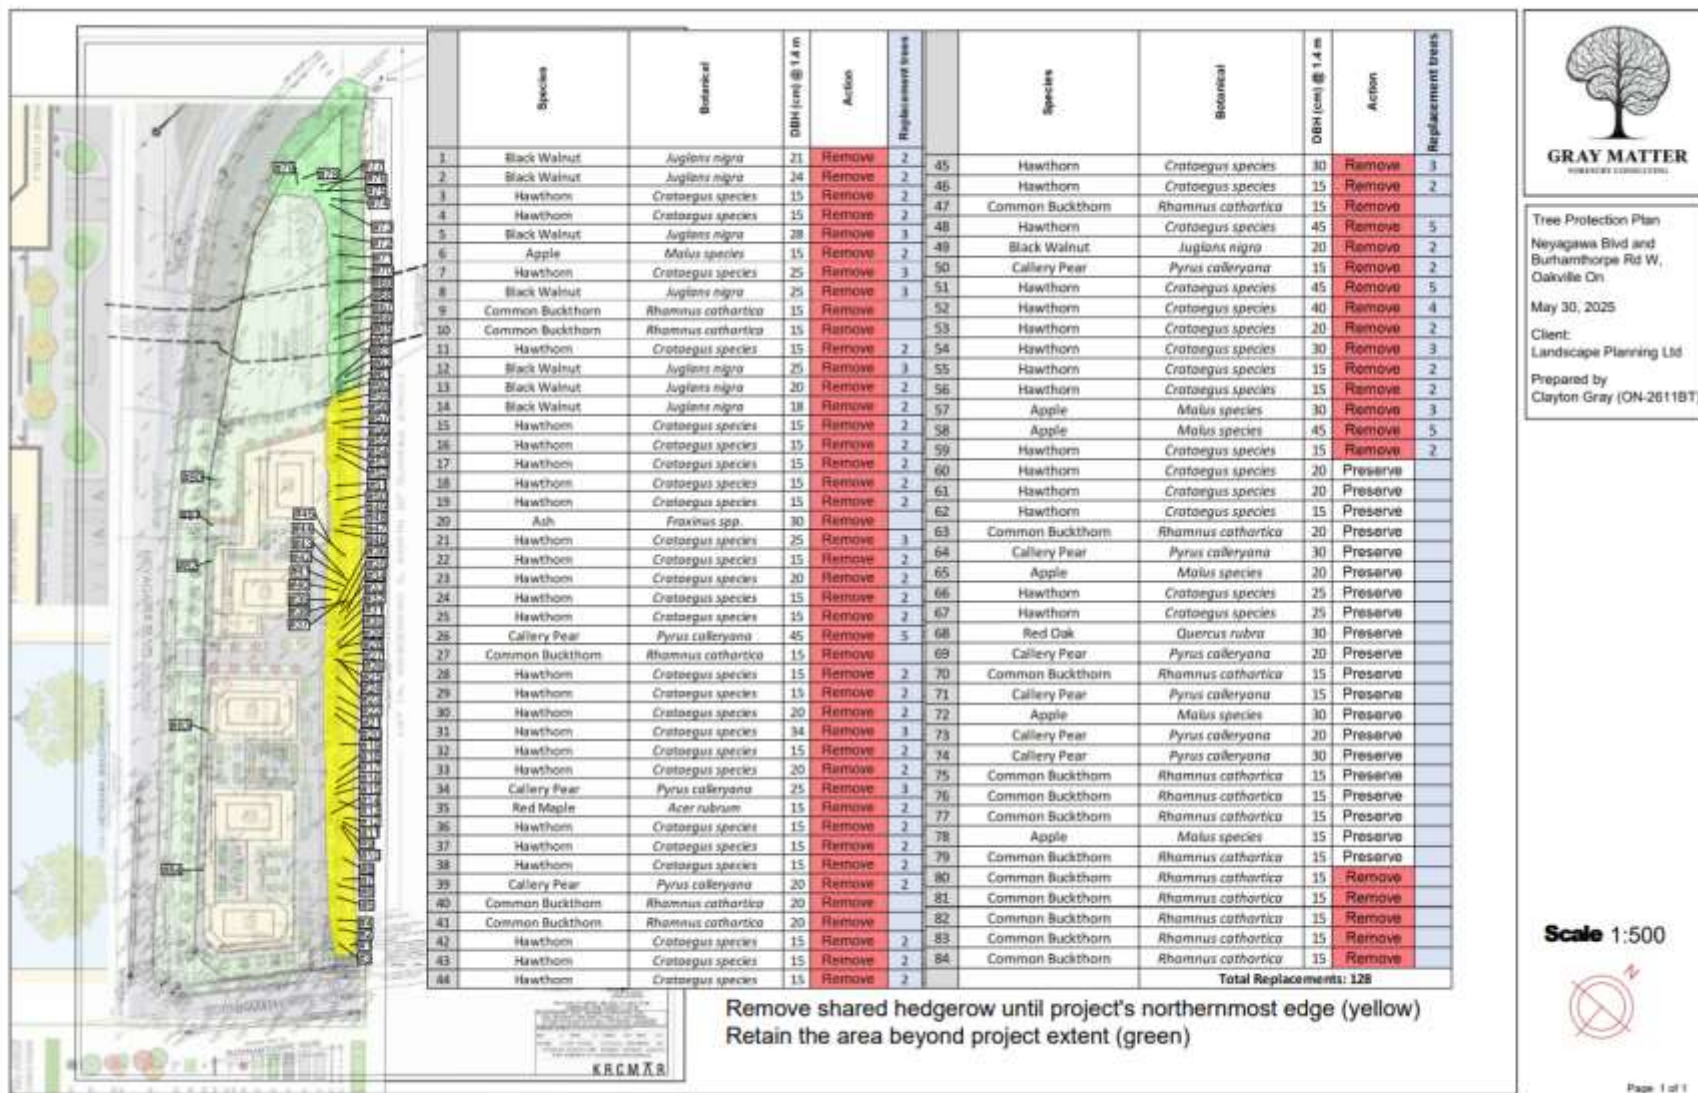 Species Botanical DBH (cm) @ 1.4 m Action Replacement trees
1 Black Walnut Juglans nigra 21 Remove 2
2 Black Walnut Juglans nigra 24 Remove 2
3 Hawthorn Crataegus species 15 Remove 2
4 Hawthorn Crataegus species 15 Remove 2
5 Black Walnut Juglans nigra 28 Remove 3
6 Apple Malus species 15 Remove 2
7 Hawthorn Crataegus species 25 Remove 3
8 Black Walnut Juglans nigra 25 Remove 3
9 Common Buckthorn Rhamnus cathartica 15 Remove
10 Common Buckthorn Rhamnus cathartica 15 Remove
11 Hawthorn Crataegus species 15 Remove 2
12 Black Walnut Juglans nigra 25 Remove 3
13 Black Walnut Juglans nigra 20 Remove 2
14 Black Walnut Juglans nigra 18 Remove 2
15 Hawthorn Crataegus species 15 Remove 2
16 Hawthorn Crataegus species 15 Remove 2
17 Hawthorn Crataegus species 15 Remove 2
18 Hawthorn Crataegus species 15 Remove 2
19 Hawthorn Crataegus species 15 Remove 2
20 Ash Fraxinus spp. 30 Remove
21 Hawthorn Crataegus species 25 Remove 3
22 Hawthorn Crataegus species 15 Remove 2
23 Hawthorn Crataegus species 20 Remove 2
24 Hawthorn Crataegus species 15 Remove 2
25 Hawthorn Crataegus species 15 Remove 2
26 Callery Pear Pyrus calleryana 45 Remove 5
27 Common Buckthorn Rhamnus cathartica 15 Remove
28 Hawthorn Crataegus species 15 Remove 2
29 Hawthorn Crataegus species 15 Remove 2
30 Hawthorn Crataegus species 20 Remove 2
31 Hawthorn Crataegus species 34 Remove 3
32 Hawthorn Crataegus species 15 Remove 2
33 Hawthorn Crataegus species 20 Remove 2
34 Callery Pear Pyrus calleryana 25 Remove 3
35 Red Maple Acer rubrum 15 Remove 2
36 Hawthorn Crataegus species 15 Remove 2
37 Hawthorn Crataegus species 15 Remove 2
38 Hawthorn Crataegus species 15 Remove 2
39 Callery Pear Pyrus calleryana 20 Remove 2
40 Common Buckthorn Rhamnus cathartica 20 Remove
41 Common Buckthorn Rhamnus cathartica 20 Remove
42 Hawthorn Crataegus species 15 Remove 2
43 Hawthorn Crataegus species 15 Remove 2
44 Hawthorn Crataegus species 15 Remove 2
Species Botanical DBH (cm) @ 1.4 m Action Replacement trees
45 Hawthorn Crataegus species 30 Remove 3
46 Hawthorn Crataegus species 15 Remove 2
47 Common Buckthorn Rhamnus cathartica 15 Remove
48 Hawthorn Crataegus species 45 Remove 5
49 Black Walnut Juglans nigra 20 Remove 2
50 Callery Pear Pyrus calleryana 15 Remove 2
51 Hawthorn Crataegus species 45 Remove 5
52 Hawthorn Crataegus species 40 Remove 4
53 Hawthorn Crataegus species 20 Remove 2
54 Hawthorn Crataegus species 30 Remove 3
55 Hawthorn Crataegus species 15 Remove 2
56 Hawthorn Crataegus species 15 Remove 2
57 Apple Malus species 30 Remove 3
58 Apple Malus species 45 Remove 5
59 Hawthorn Crataegus species 15 Remove 2
60 Hawthorn Crataegus species 20 Preserve
61 Hawthorn Crataegus species 20 Preserve
62 Hawthorn Crataegus species 15 Preserve
63 Common Buckthorn Rhamnus cathartica 20 Preserve
64 Callery Pear Pyrus calleryana 30 Preserve
65 Apple Malus species 20 Preserve
66 Hawthorn Crataegus species 25 Preserve
67 Hawthorn Crataegus species 25 Preserve
68 Red Oak Quercus rubra 30 Preserve
69 Callery Pear Pyrus calleryana 20 Preserve
70 Common Buckthorn Rhamnus cathartica 15 Preserve
71 Callery Pear Pyrus calleryana 15 Preserve
72 Apple Malus species 30 Preserve
73 Callery Pear Pyrus calleryana 20 Preserve
74 Callery Pear Pyrus calleryana 30 Preserve
75 Common Buckthorn Rhamnus cathartica 15 Preserve
76 Common Buckthorn Rhamnus cathartica 15 Preserve
77 Common Buckthorn Rhamnus cathartica 15 Preserve
78 Apple Malus species 15 Preserve
79 Common Buckthorn Rhamnus cathartica 15 Preserve
80 Common Buckthorn Rhamnus cathartica 15 Remove
81 Common Buckthorn Rhamnus cathartica 15 Remove
82 Common Buckthorn Rhamnus cathartica 15 Remove
83 Common Buckthorn Rhamnus cathartica 15 Remove
84 Common Buckthorn Rhamnus cathartica 15 Remove
Total Replacements: 128
Remove shared hedgerow until project's northernmost edge (yellow)
Retain the area beyond project extent (green)
KRCMAR
GRAY MATTER
FORESTRY CONSULTING
Tree Protection Plan
Neyagawa Blvd and
Burhamthorpe Rd W,
Oakville On
May 30, 2025
Client:
Landscape Planning Ltd
Prepared by
Clayton Gray (ON-2611BT)
Scale 1:500
N
Page 1 of 1